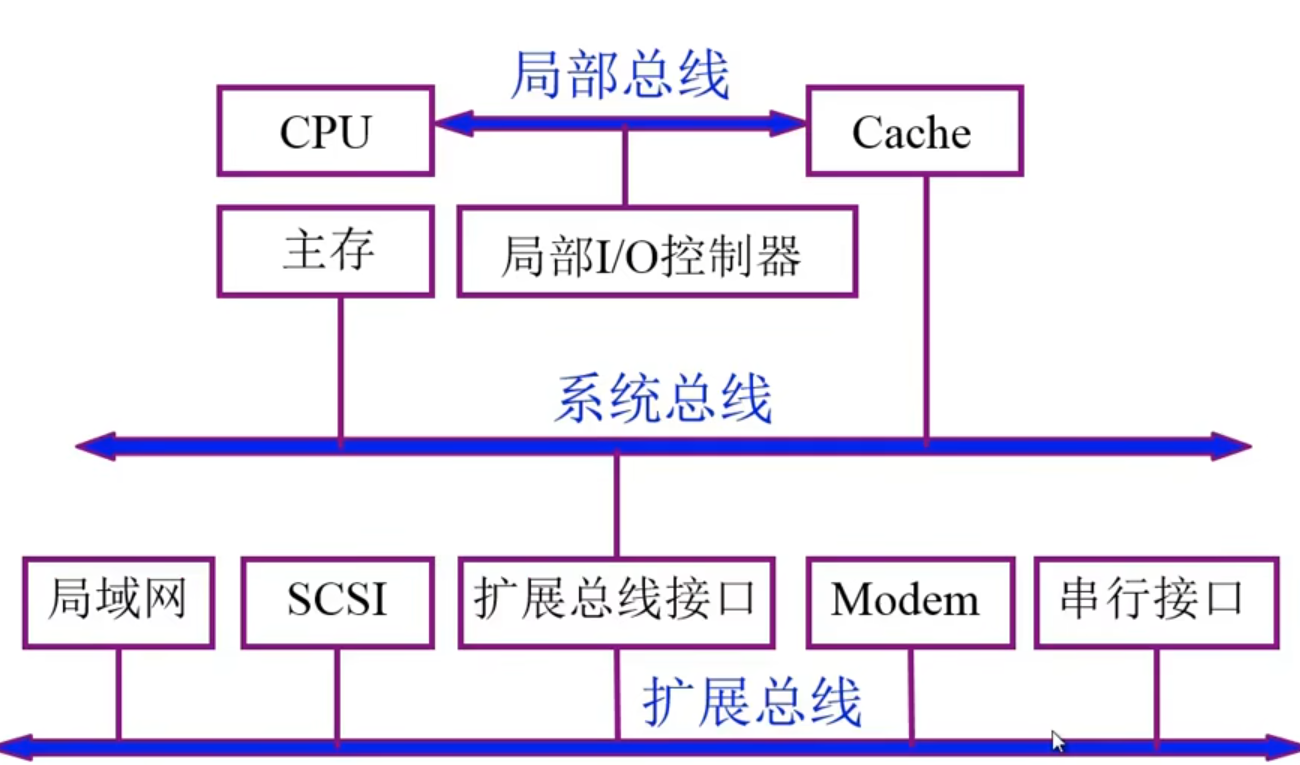 局部总线
CPU
Cache
主存
局部I/O控制器
系统总线
局域网
SCSI
扩展总线接口
Modem
串行接口
扩展总线